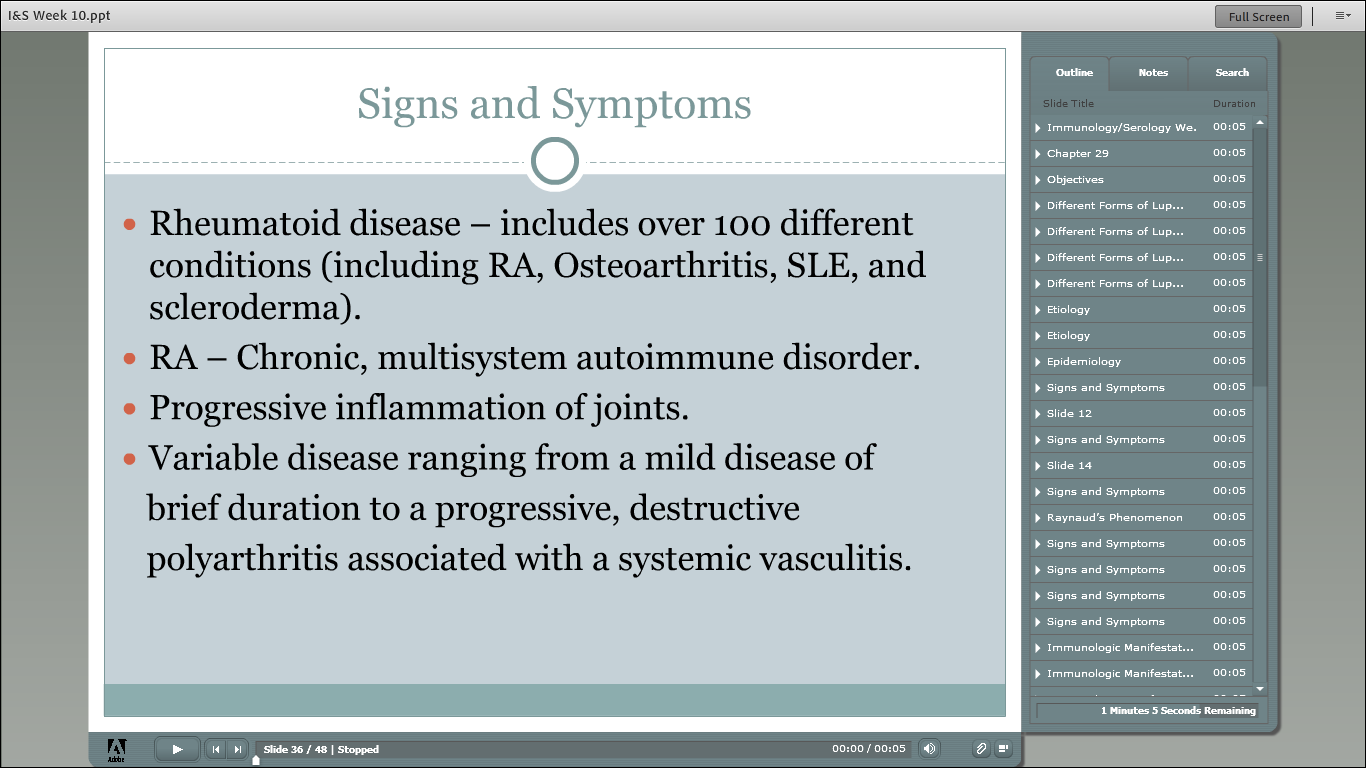 I&S Week 10.ppt
Full Screen
Signs and Symptoms
• Rheumatoid disease – includes over 100 different
conditions (including RA, Osteoarthritis, SLE, and
scleroderma).
• RA – Chronic, multisystem autoimmune disorder.
• Progressive inflammation of joints.
• Variable disease ranging from a mild disease of
brief duration to a progressive, destructive
polyarthritis associated with a systemic vasculitis.
Outline Notes Search
Slide Title Duration
Immunology/Serology We. 00:05
Chapter 29 00:05
Objectives 00:05
Different Forms of Lup... 00:05
Different Forms of Lup... 00:05
Different Forms of Lup... 00:05
Different Forms of Lup... 00:05
Etiology 00:05
Etiology 00:05
Epidemiology 00:05
Signs and Symptoms 00:05
Slide 12 00:05
Signs and Symptoms 00:05
Slide 14 00:05
Signs and Symptoms 00:05
Raynaud's Phenomenon 00:05
Signs and Symptoms 00:05
Signs and Symptoms 00:05
Signs and Symptoms 00:05
Signs and Symptoms 00:05
Immunologic Manifestat... 00:05
Immunologic Manifestat... 00:05
1 Minutes 5 Seconds Remaining
Adobe
Slide 36 / 48 | Stopped 00:00 / 00:05